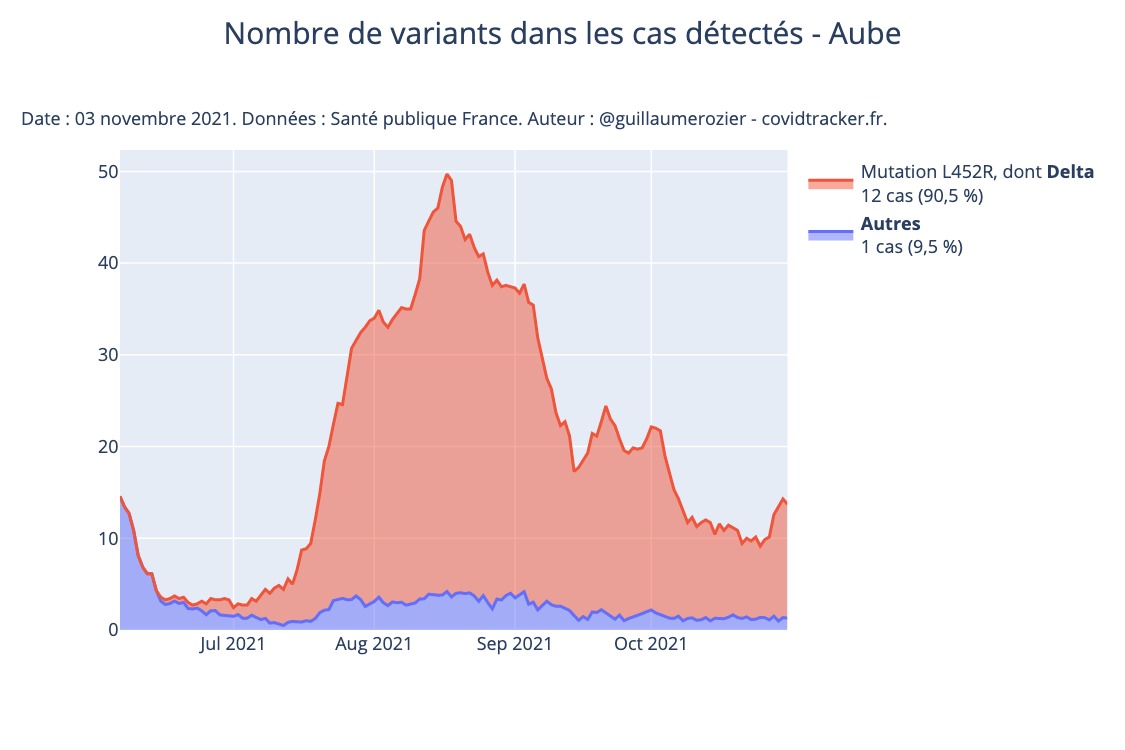 Nombre de variants dans les cas détectés - Aube
Date : 03 novembre 2021. Données : Santé publique France. Auteur : @guillaumerozier - covidtracker.fr.
Mutation L452R, dont Delta
12 cas (90,5 %)
Autres
1 cas (9,5 %)
50
40
30
20
10
0
Jul 2021 Aug 2021 Sep 2021 Oct 2021